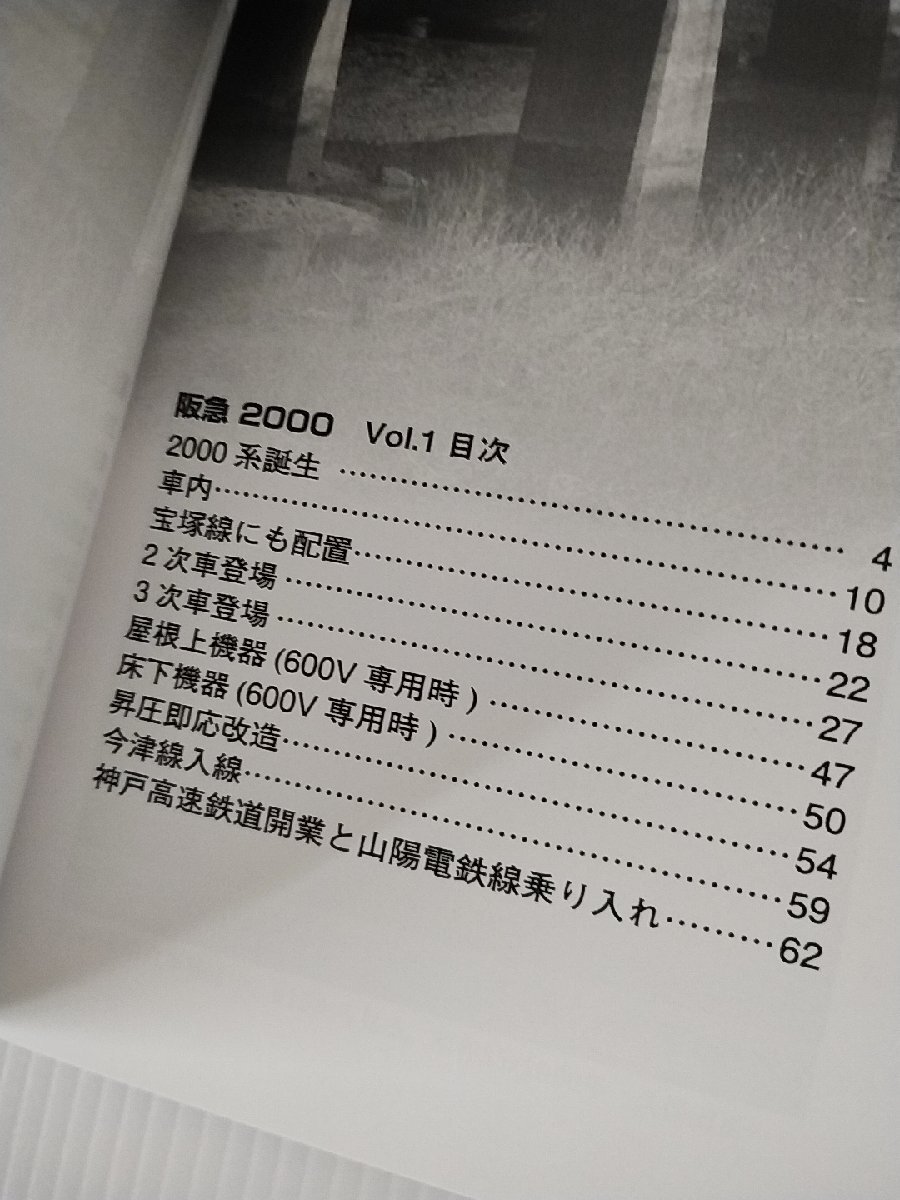 阪急 2000 Vol.1 目次
2000 系誕生 …………………………………………… 4
車内…………………………………………………… 10
宝塚線にも配置……………………………………… 18
2 次車登場 …………………………………………… 22
3 次車登場 …………………………………………… 27
屋根上機器 (600V 専用時 ) ………………………… 47
床下機器 (600V 専用時 ) …………………………… 50
昇圧即応改造………………………………………… 54
今津線入線…………………………………………… 59
神戸高速鉄道開業と山陽電鉄線乗り入れ………… 62